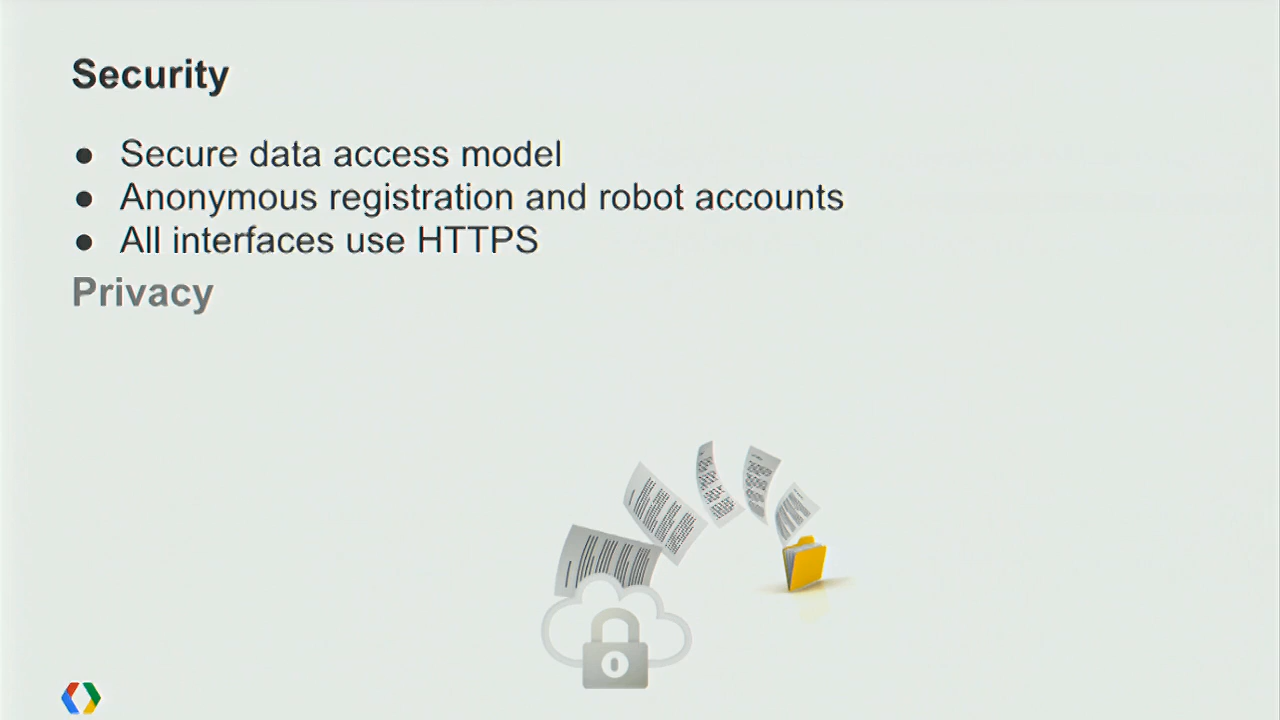 Security
● Secure data access model
● Anonymous registration and robot accounts
● All interfaces use HTTPS
Privacy